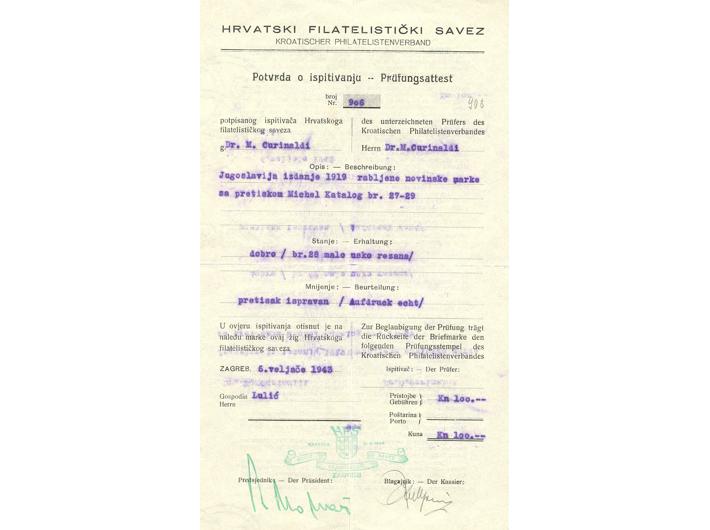 HRVATSKI FILATELISTIČKI SAVEZ
KROATISCHER PHILATELISTENVERBAND
Potvrda o ispitivanju -- Prüfungsattest
broj
Nr. 906
908
potpisanog ispitivača Hrvatskoga
filatelističkog saveza
g Dr. M. Curinaldi
des unterzeichneten Prüfers des
Kroatischen Philatelistenverbandes
Herrn Dr.M.Curinaldi
Opis: — Beschreibung:
Jugoslavija izdanje 1919 rabljene novinske marke
sa pretiskom Michel Katalog br. 27-29
Stanje: — Erhaltung:
dobro / br.28 malo usko rezana/
Mnijenje: — Beurteilung:
pretisak ispravan / Aufdruck echt/
U ovjeru ispitivanja otisnut je na
naleđu marke ovaj žig Hrvatskoga
filatelističkog saveza
Zur Beglaubigung der Prüfung trägt
die Rückseite der Briefmarke den
folgenden Prüfungsstempel des
Kroatischen Philatelistenverbandes
ZAGREB, 6.veljače 1943
Ispitivač: — Der Prüfer:
Gospodin Lulić
Herrn
Pristojbe
Gebühren Kn 100.--
Poštarina
Porto
Kuna Kn 100.--
HFS
Predsjednik: — Der Präsident:
Blagajnik: — Der Kassier: